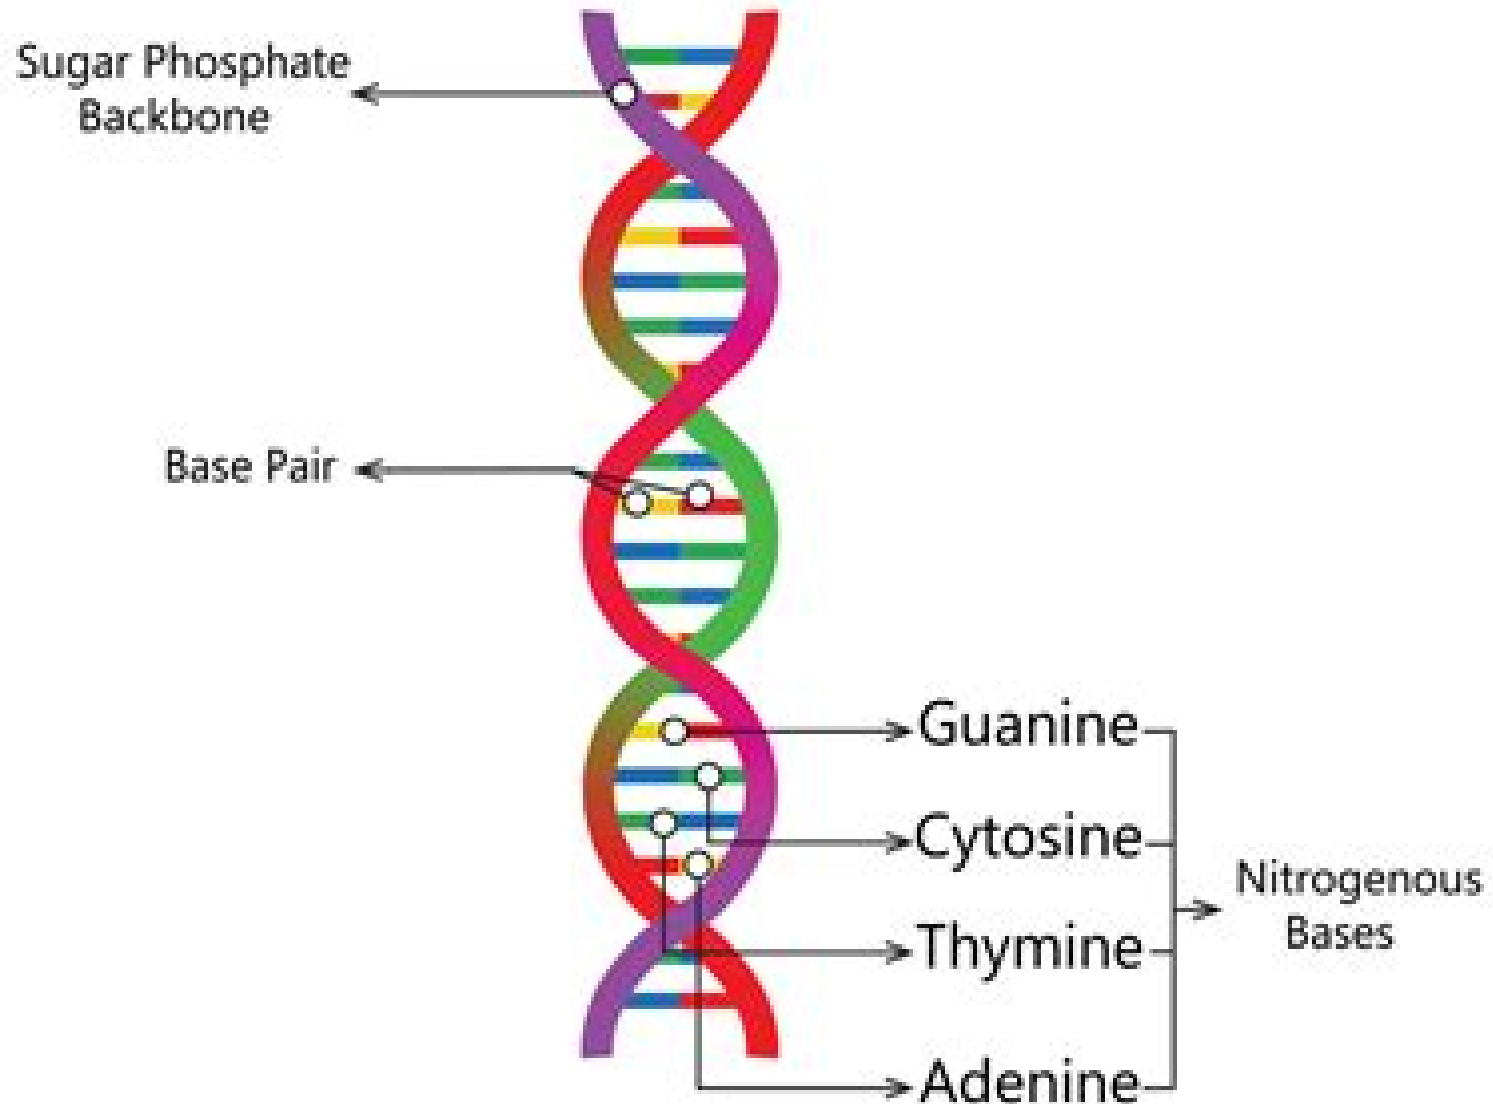 Sugar Phosphate
Backbone
Base Pair
Guanine
Cytosine
Thymine
Adenine
Nitrogenous
Bases